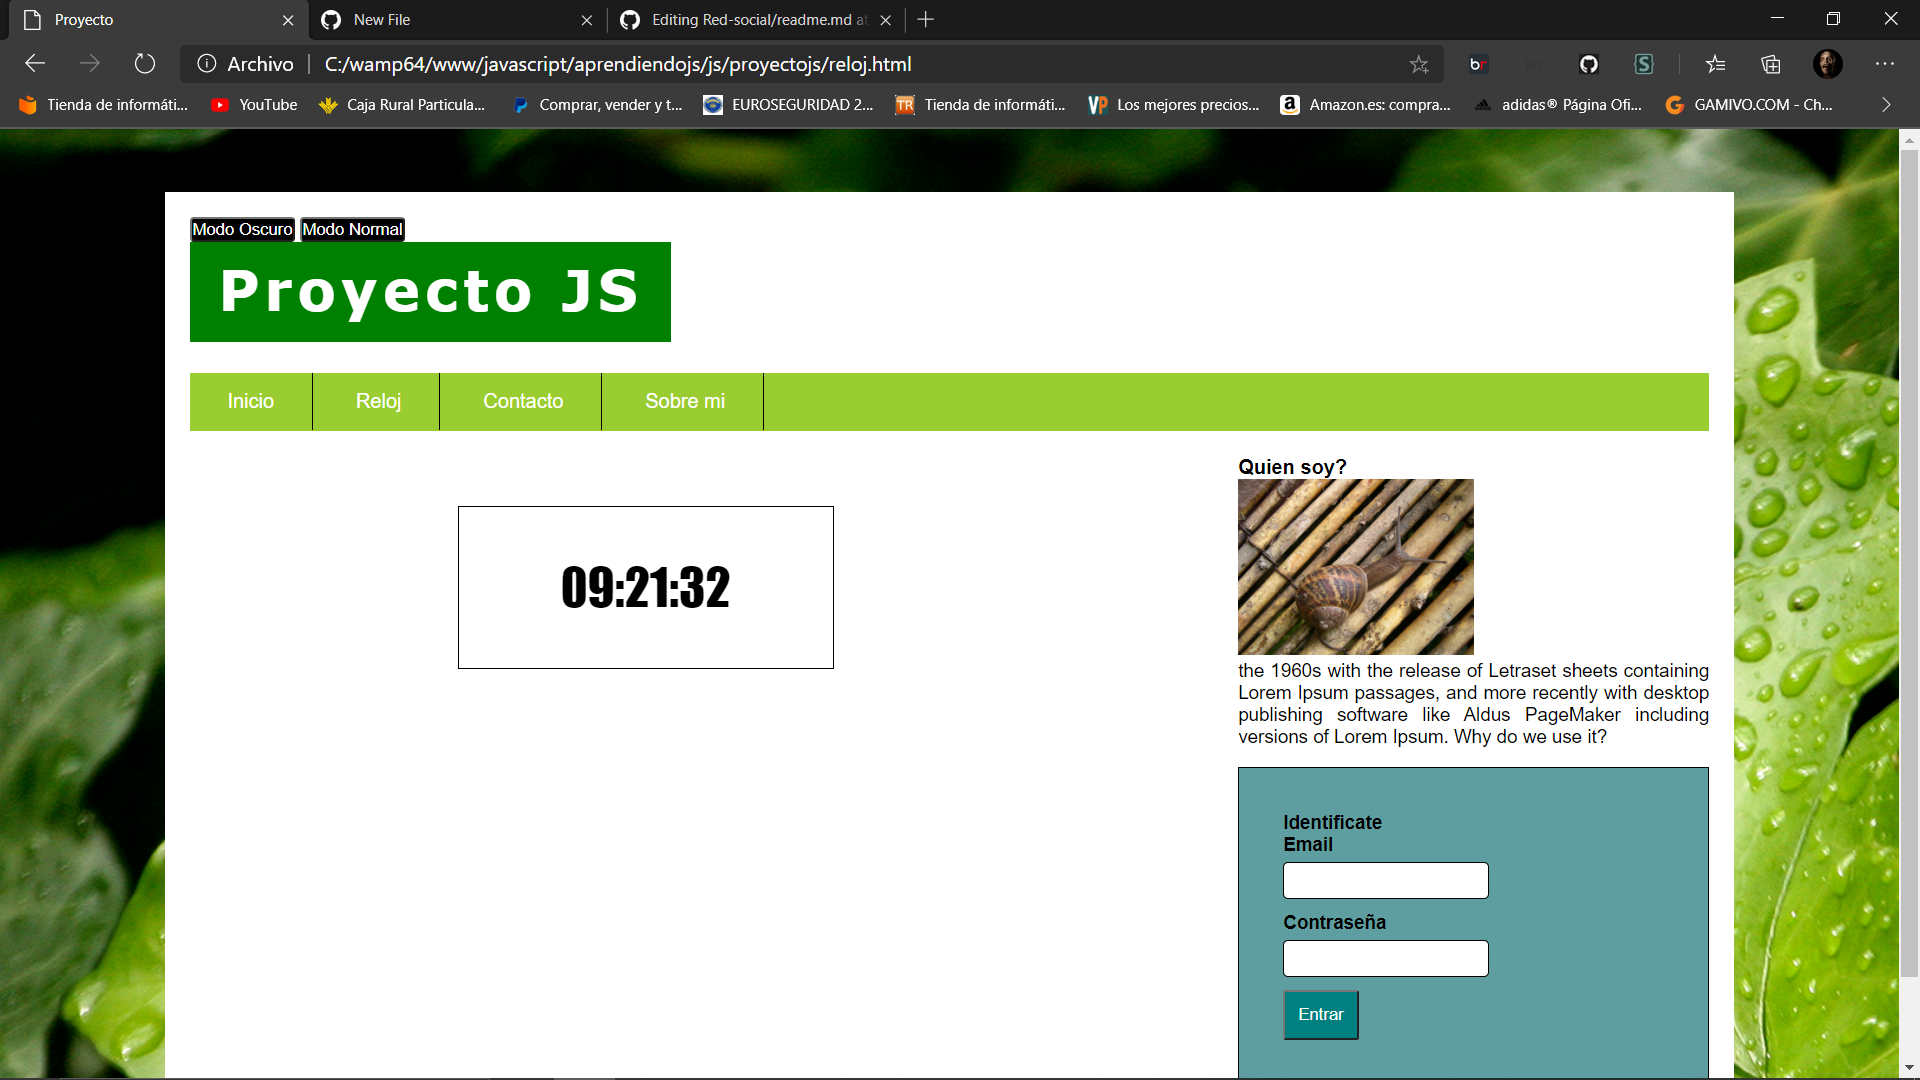 Proyecto
New File
Editing Red-social/readme.md at
Archivo
C:/wamp64/www/javascript/aprendiendojs/js/proyectojs/reloj.html
Tienda de informáti...
YouTube
Caja Rural Particula...
Comprar, vender y t...
EUROSEGURIDAD 2...
TR
Tienda de informáti...
VP
Los mejores precios...
Amazon.es: compra...
adidas® Página Ofi...
GAMIVO.COM - Ch...
Modo Oscuro Modo Normal
Proyecto JS
Inicio
Reloj
Contacto
Sobre mi
09:21:32
Quien soy?
the 1960s with the release of Letraset sheets containing
Lorem Ipsum passages, and more recently with desktop
publishing software like Aldus PageMaker including
versions of Lorem Ipsum. Why do we use it?
Identificate
Email
Contraseña
Entrar